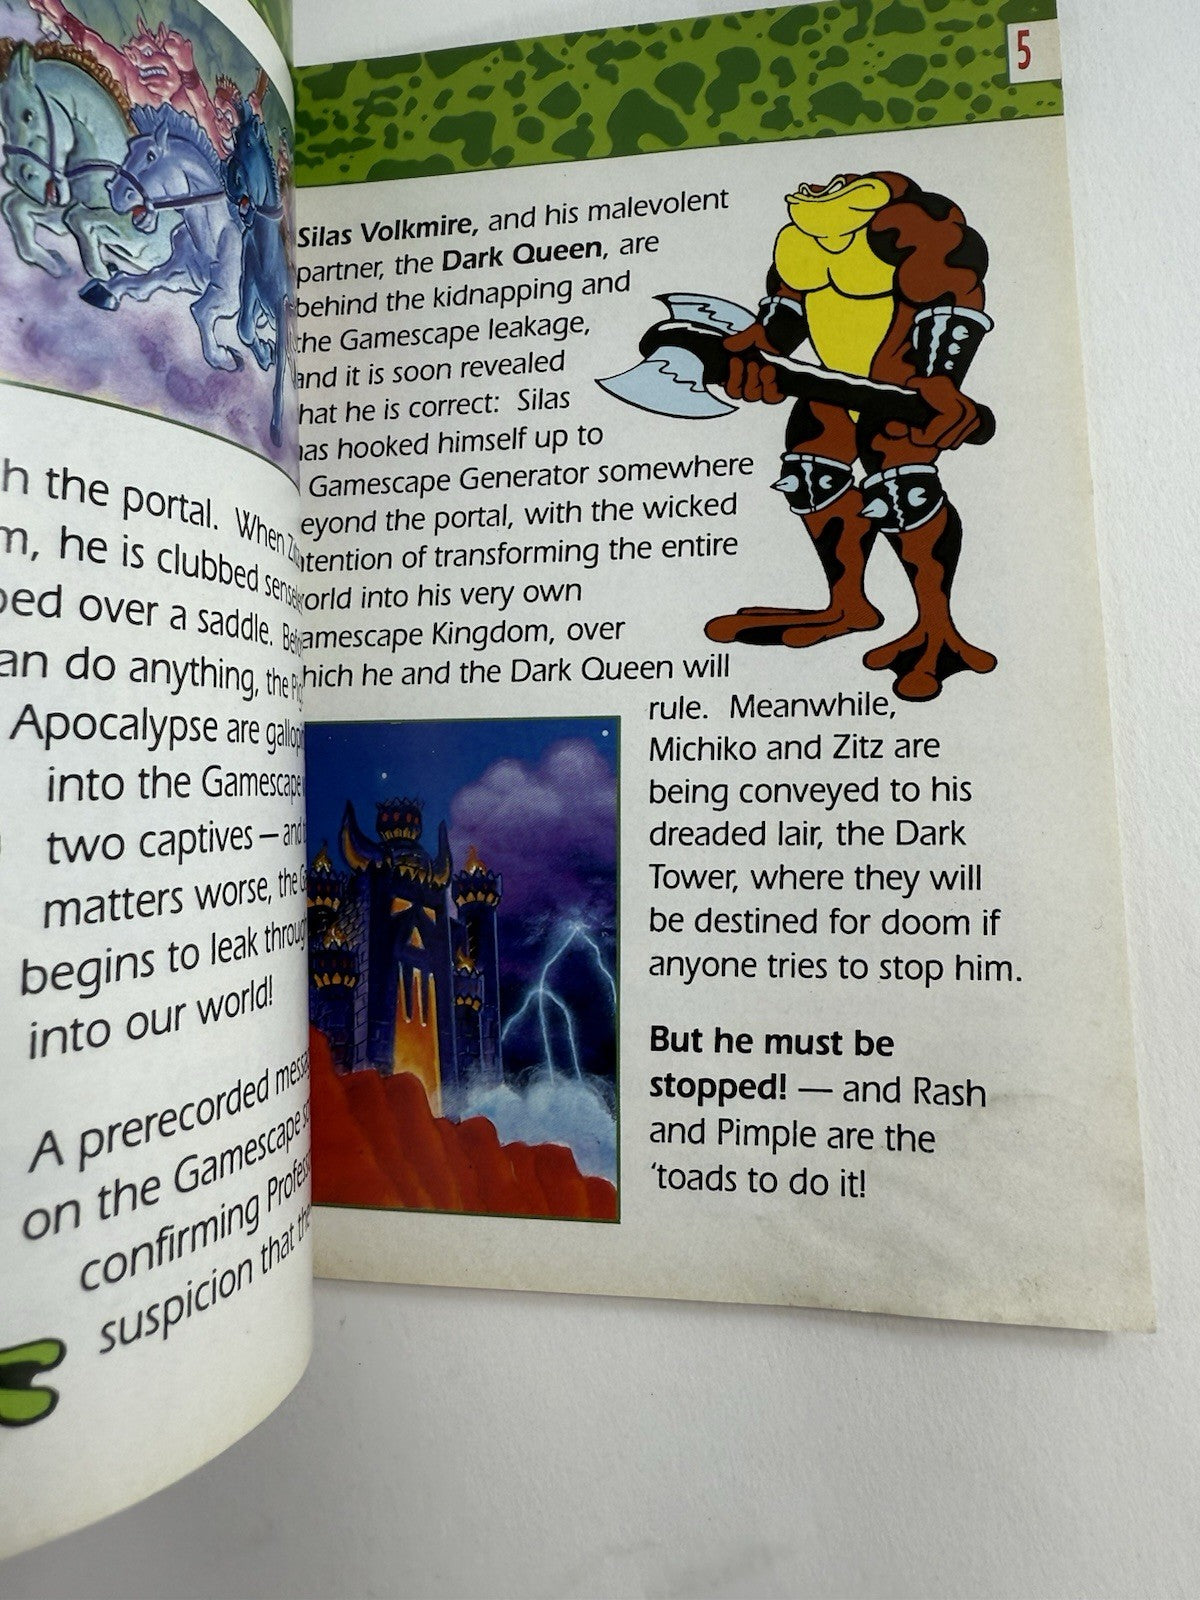 h the portal. When
m, he is clubbed
ped over a saddle.
an do anything, the
Apocalypse are
into the Gamescape
two captives — and
matters worse, the
begins to leak
into our world!
A prerecorded
on the Gamescape
confirming
suspicion that
5
Silas Volkmire, and his malevolent
partner, the Dark Queen, are
behind the kidnapping and
the Gamescape leakage,
and it is soon revealed
hat he is correct: Silas
as hooked himself up to
Gamescape Generator somewhere
eyond the portal, with the wicked
ntention of transforming the entire
orld into his very own
amescape Kingdom, over
hich he and the Dark Queen will
rule. Meanwhile,
Michiko and Zitz are
being conveyed to his
dreaded lair, the Dark
Tower, where they will
be destined for doom if
anyone tries to stop him.
But he must be
stopped! — and Rash
and Pimple are the
'toads to do it!